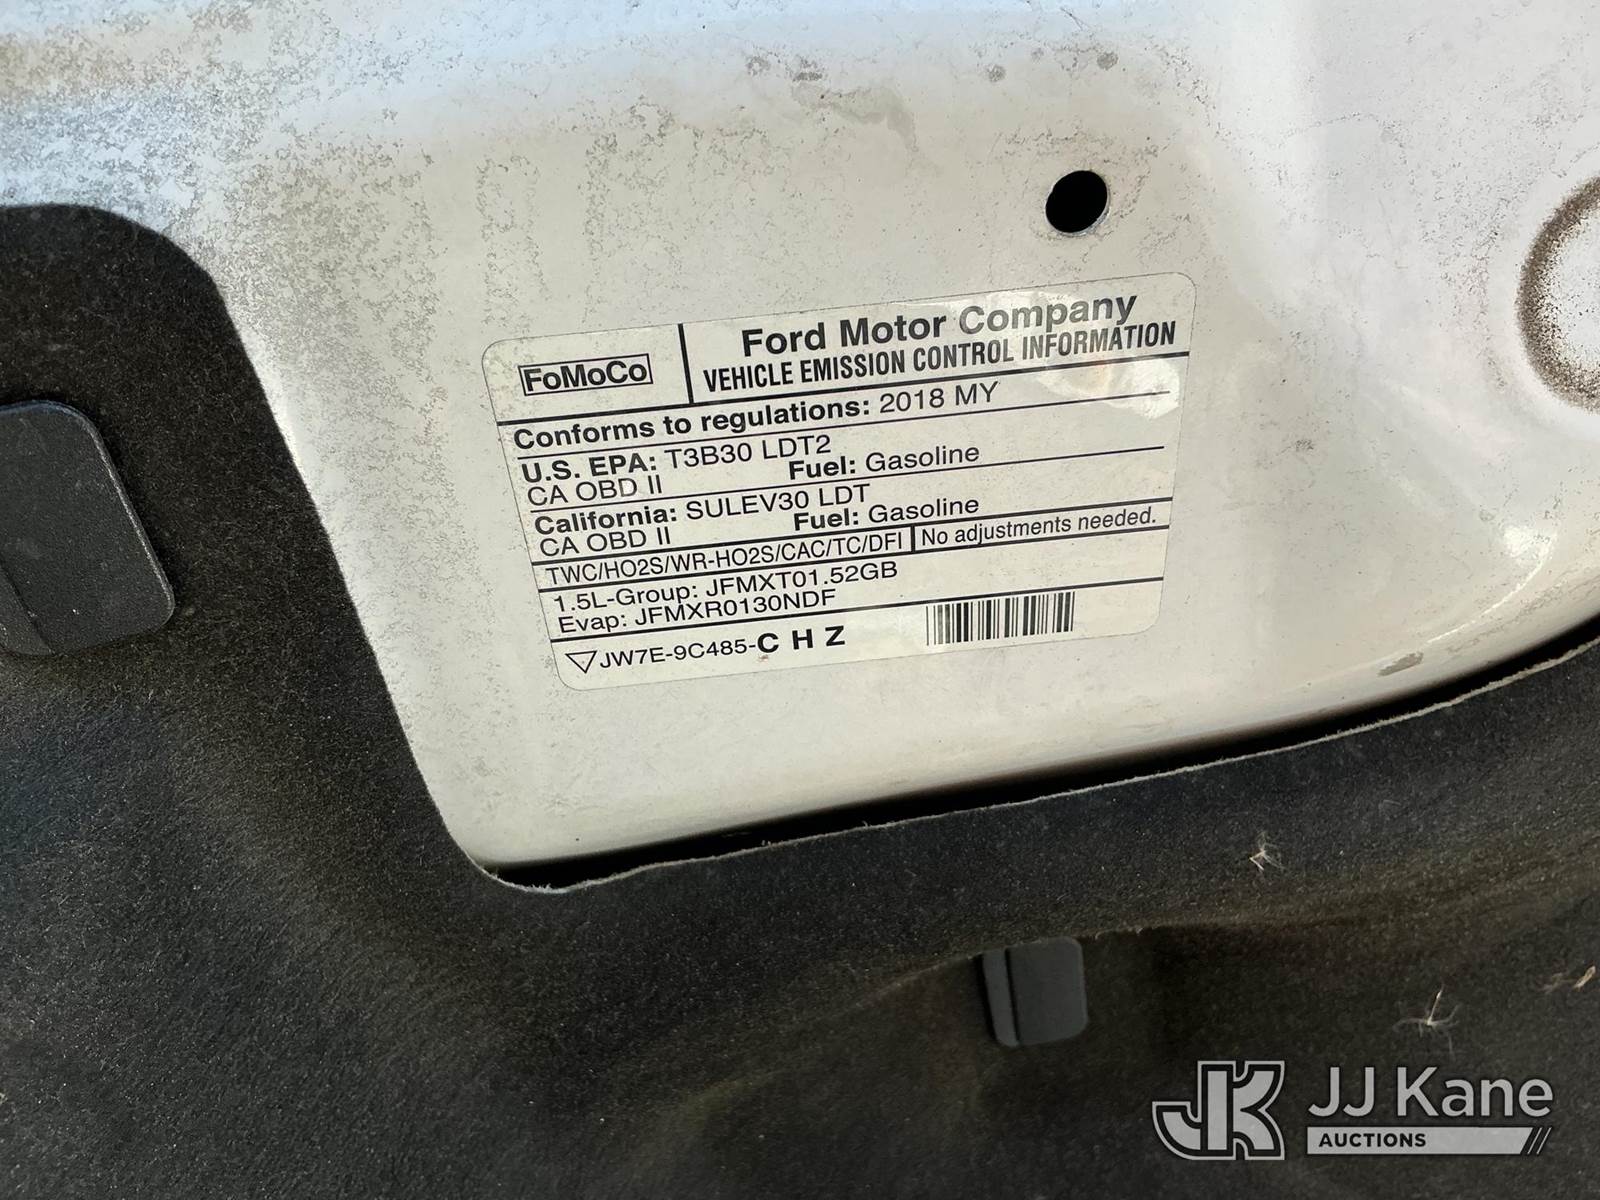 FoMoCo
Ford Motor Company
VEHICLE EMISSION CONTROL INFORMATION
Conforms to regulations: 2018 MY
U.S. EPA: T3B30 LDT2
CA OBD II Fuel: Gasoline
California: SULEV30 LDT
CA OBD II Fuel: Gasoline
TWC/HO2S/WR-HO2S/CAC/TC/DFI No adjustments needed.
1.5L-Group: JFMXT01.52GB
Evap: JFMXR0130NDF
JW7E-9C485-C H Z
JK JJ Kane
AUCTIONS